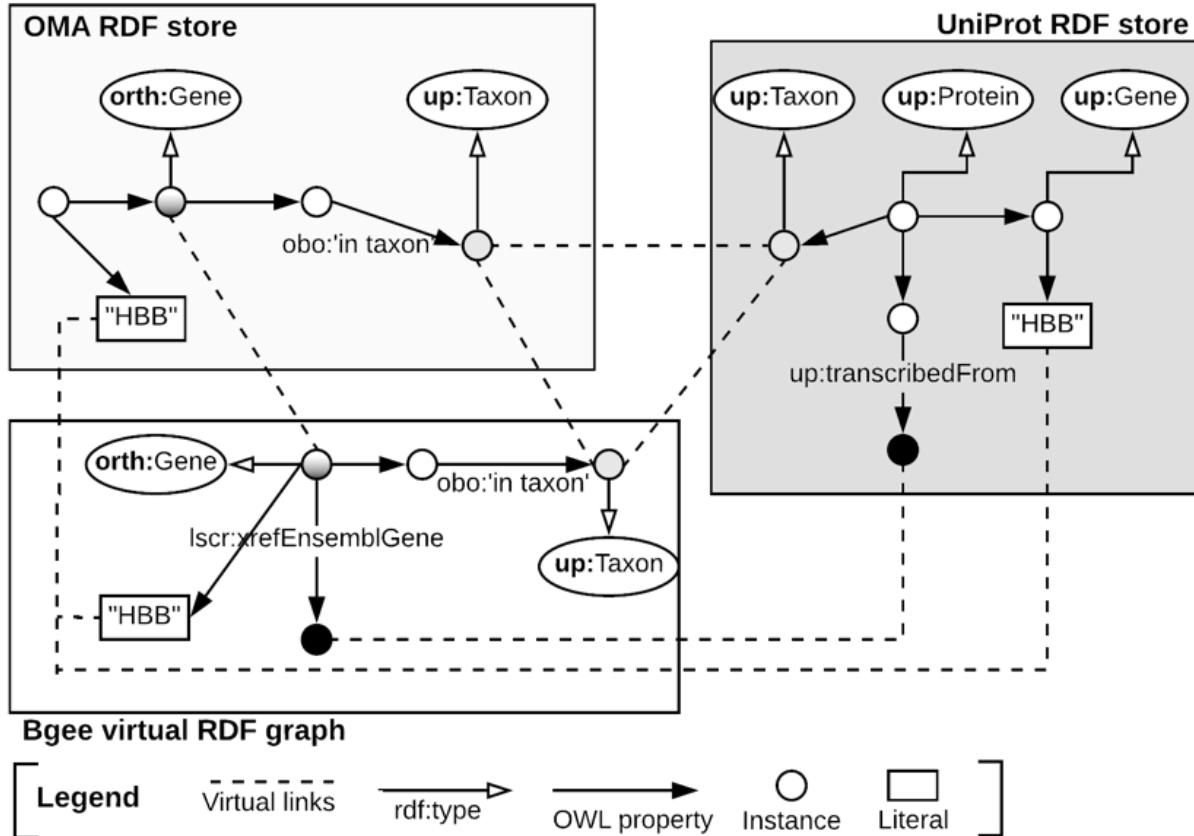 OMA RDF store
UniProt RDF store
orth:Gene
up:Taxon
up:Taxon
up:Protein
up:Gene
obo:'in taxon'
"HBB"
"HBB"
up:transcribedFrom
orth:Gene
obo:'in taxon'
lscr:xrefEnsemblGene
up:Taxon
"HBB"
Bgee virtual RDF graph
Legend
Virtual links
rdf:type
OWL property
Instance
Literal